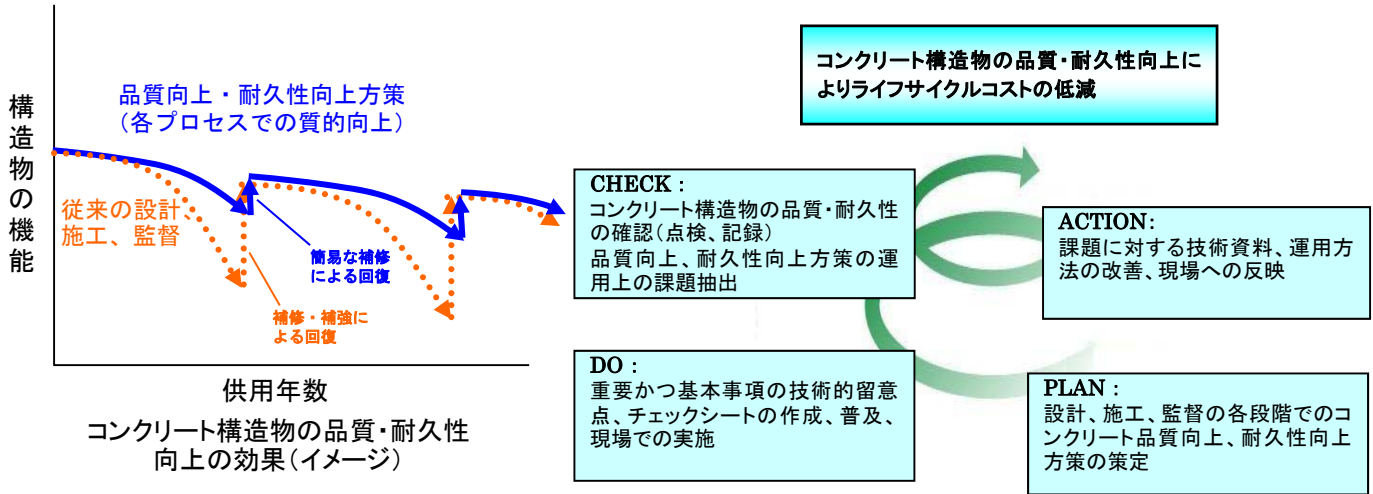 構造物の機能
品質向上・耐久性向上方策
(各プロセスでの質的向上)
従来の設計、
施工、監督
簡易な補修
による回復
補修・補強に
よる回復
供用年数
コンクリート構造物の品質・耐久性
向上の効果(イメージ)
コンクリート構造物の品質・耐久性向上に
よりライフサイクルコストの低減
CHECK:
コンクリート構造物の品質・耐久性
の確認(点検、記録)
品質向上、耐久性向上方策の運
用上の課題抽出
ACTION:
課題に対する技術資料、運用方
法の改善、現場への反映
DO:
重要かつ基本事項の技術的留意
点、チェックシートの作成、普及、
現場での実施
PLAN:
設計、施工、監督の各段階でのコ
ンクリート品質向上、耐久性向上
方策の策定